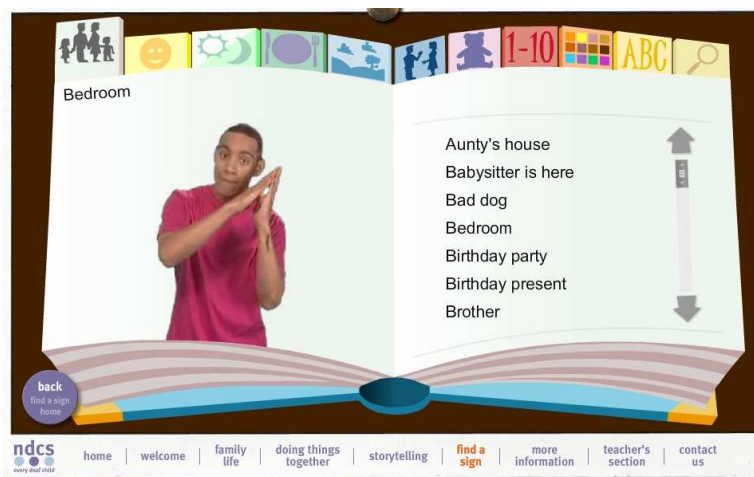 1-10
ABC
Bedroom
Aunty's house
Babysitter is here
Bad dog
Bedroom
Birthday party
Birthday present
Brother
back
find a sign
home
ndcs
every deaf child
home
welcome
family
life
doing things
together
storytelling
find a
sign
more
information
teacher's
section
contact
us